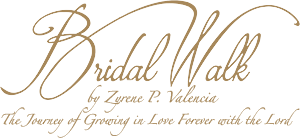 Bridal Walk
by Zyrene P. Valencia
The Journey of Growing in Love Forever with the Lord